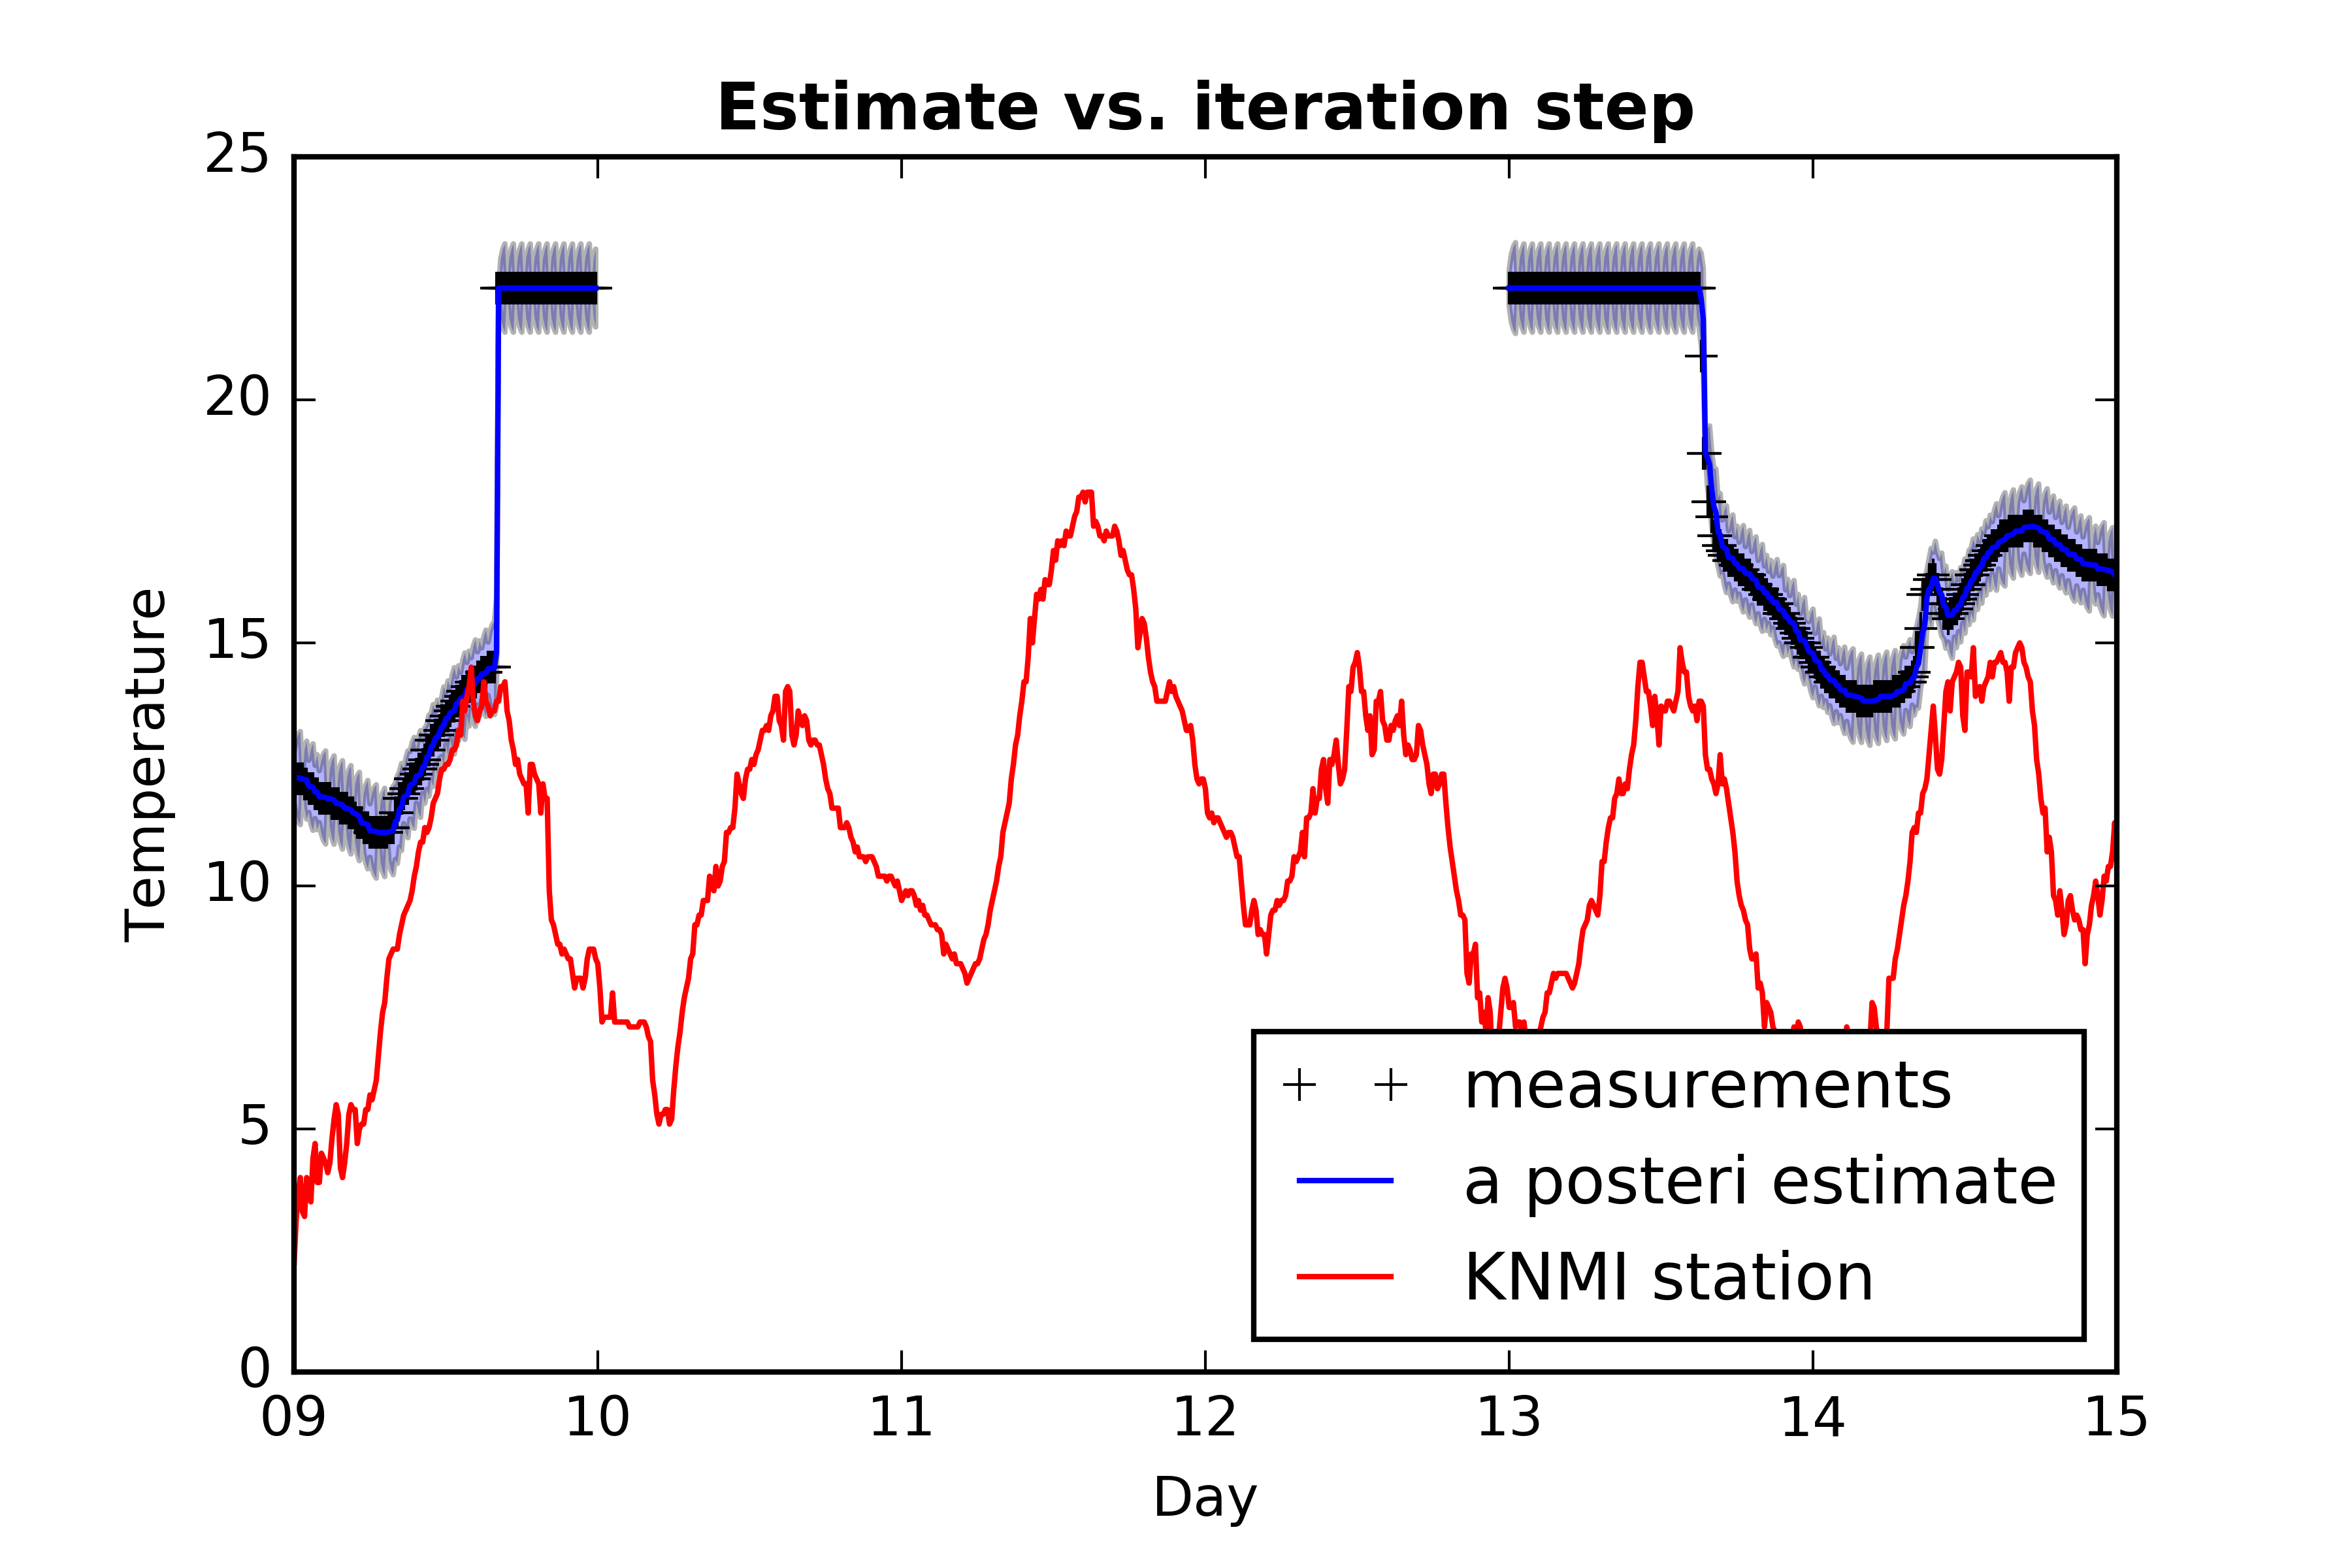 Estimate vs. iteration step
25
20
15
10
5
0
Temperature
09 10 11 12 13 14 15
Day
measurements
a posteri estimate
KNMI station